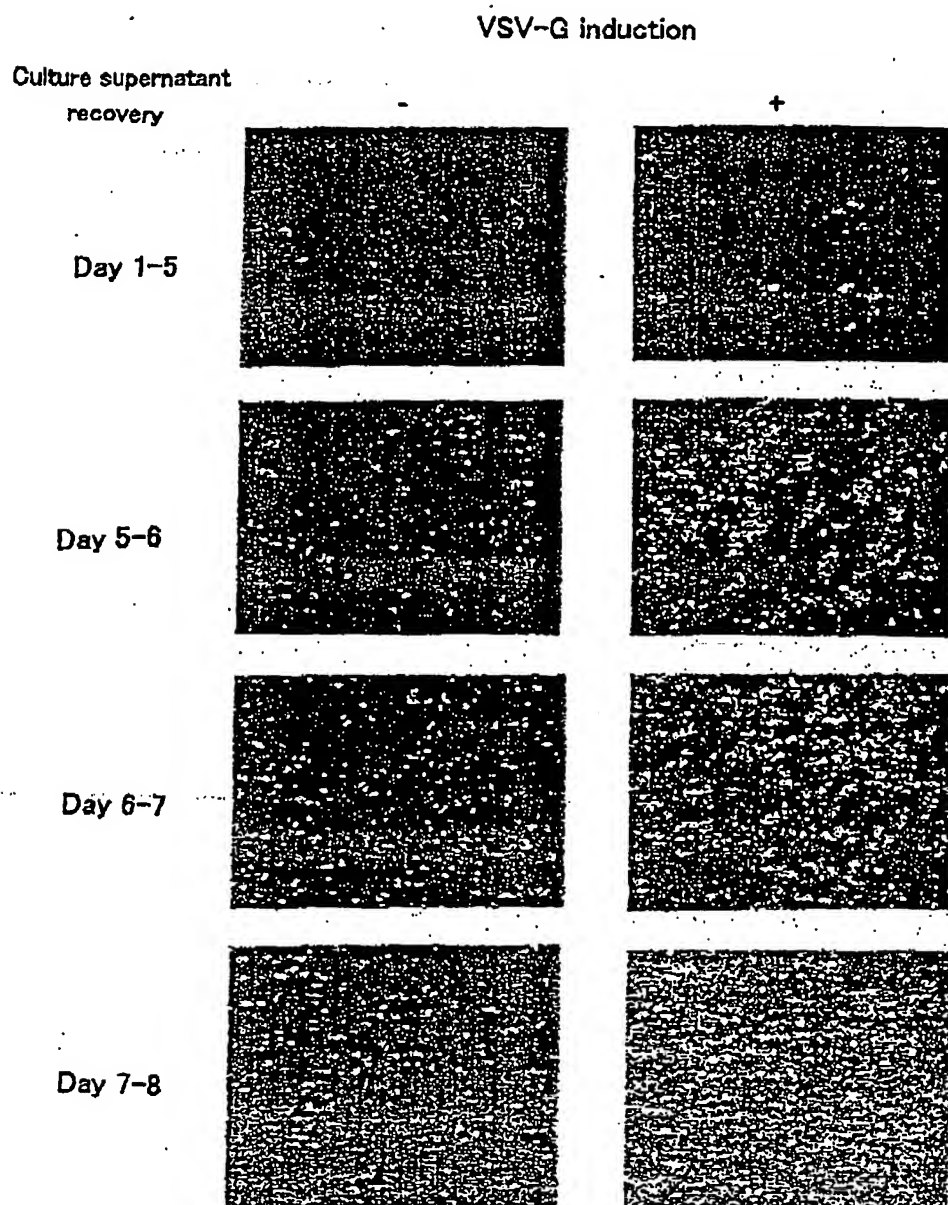 VSV-G induction
Culture supernatant
recovery
-
+
Day 1-5
Day 5-6
Day 6-7
Day 7-8